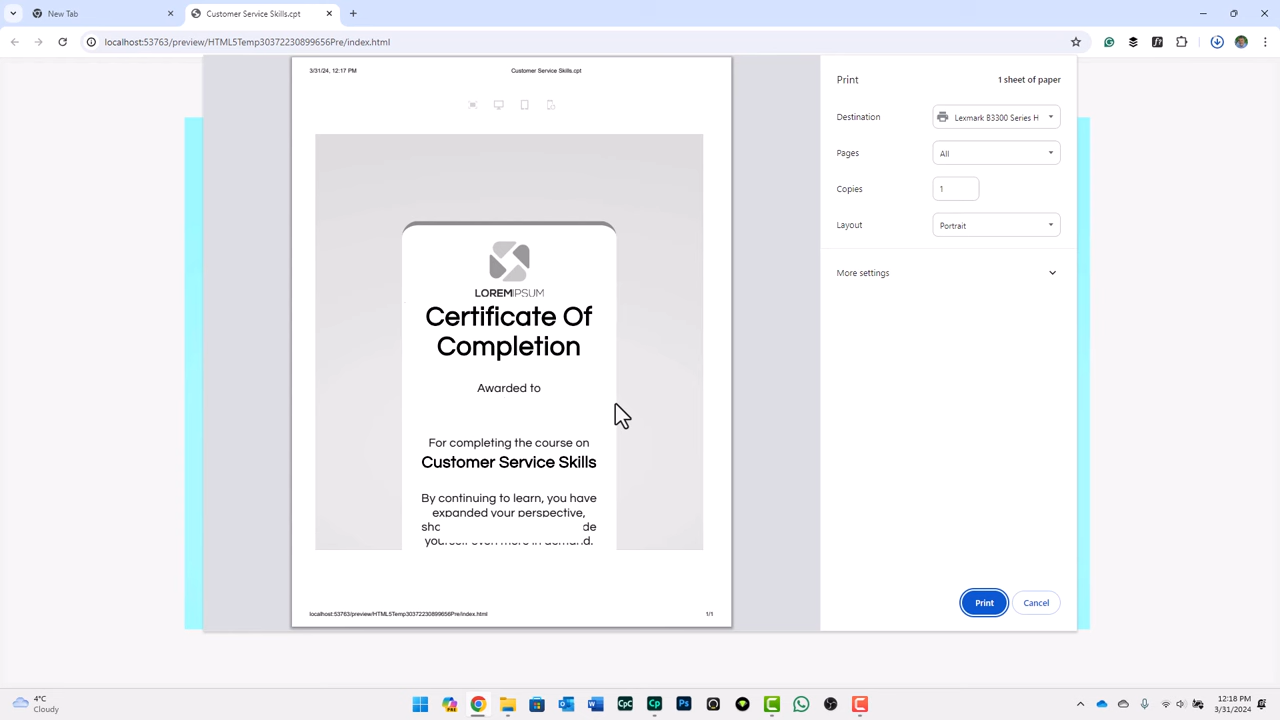 New Tab
Customer Service Skills.cpt
localhost:53763/preview/HTML5Temp30372230899656Pre/index.html
3/31/24, 12:17 PM
Customer Service Skills.cpt
LOREMIPSUM
Certificate Of
Completion
Awarded to
For completing the course on
Customer Service Skills
By continuing to learn, you have
expanded your perspective,
localhost:53763/preview/HTML5Temp30372230899656Pre/index.html
1/1
Print
1 sheet of paper
Destination
Lexmark B3300 Series H
Pages
All
Copies
1
Layout
Portrait
More settings
Print
Cancel
4°C
Cloudy
12:18 PM
3/31/2024